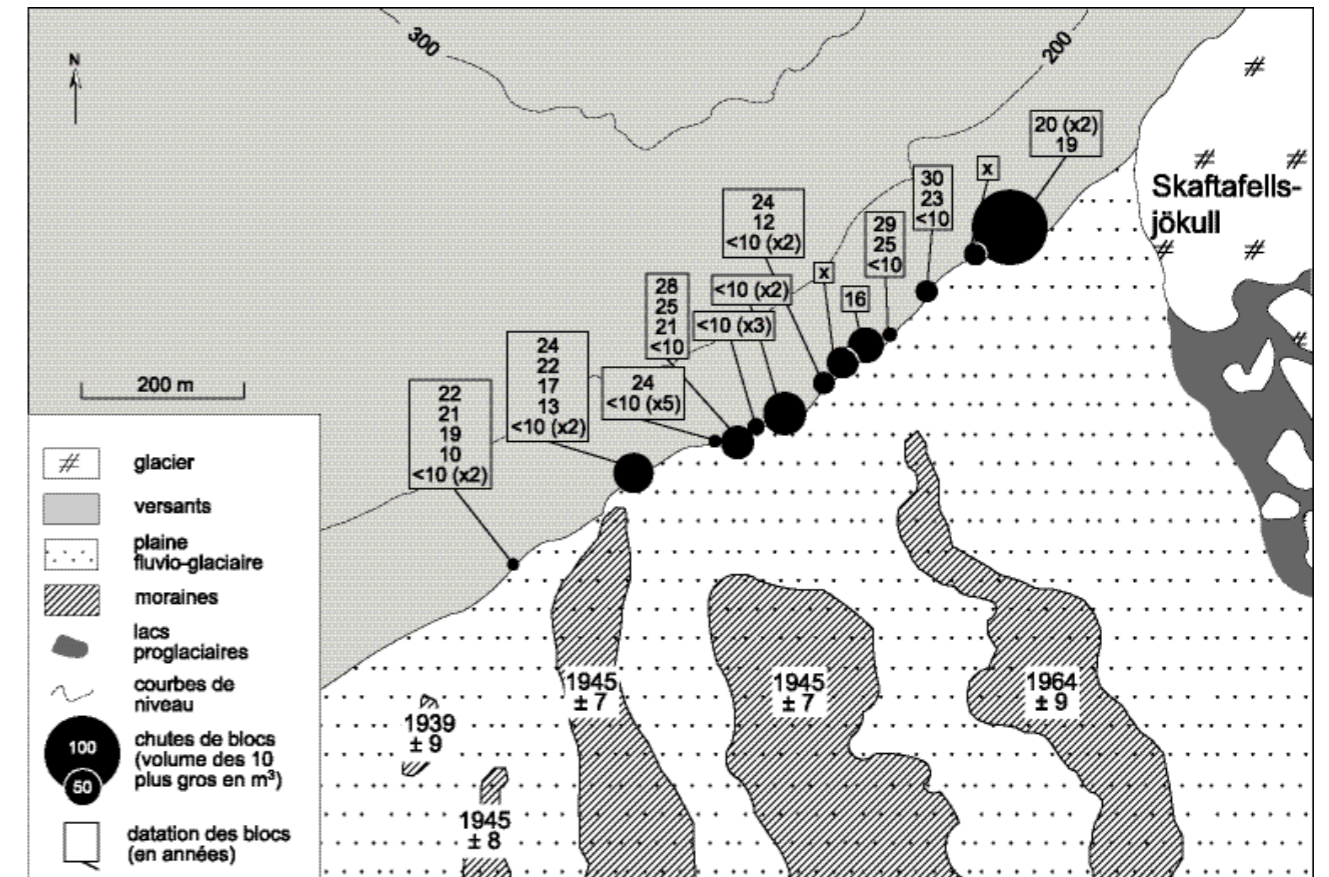 300
200
N
20 (x2)
19
x
30
23
<10
Skaftafells-
jökull
24
12
<10 (x2)
29
25
<10
x
28
25
21
<10
<10 (x2)
16
<10 (x3)
24
22
17
13
<10 (x2)
24
<10 (x5)
200 m
22
21
19
10
<10 (x2)
glacier
versants
plaine
fluvio-glaciaire
moraines
lacs
proglaciaires
courbes de
niveau
100
50
chutes de blocs
(volume des 10
plus gros en m³)
datation des blocs
(en années)
1945
± 7
1945
± 7
1964
± 9
1939
± 9
1945
± 8